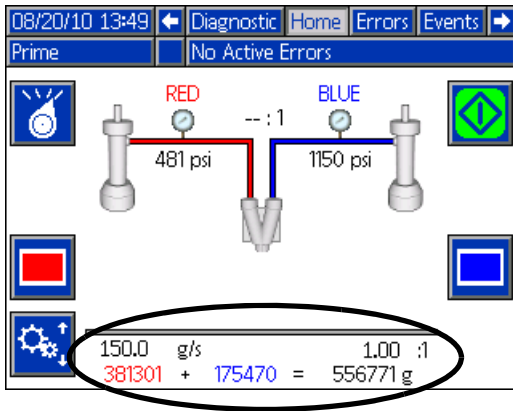 08/20/10 13:49 Diagnostic Home Errors Events
Prime No Active Errors
RED BLUE
-- : 1
481 psi 1150 psi
150.0 g/s 1.00 :1
381301 + 175470 = 556771 g